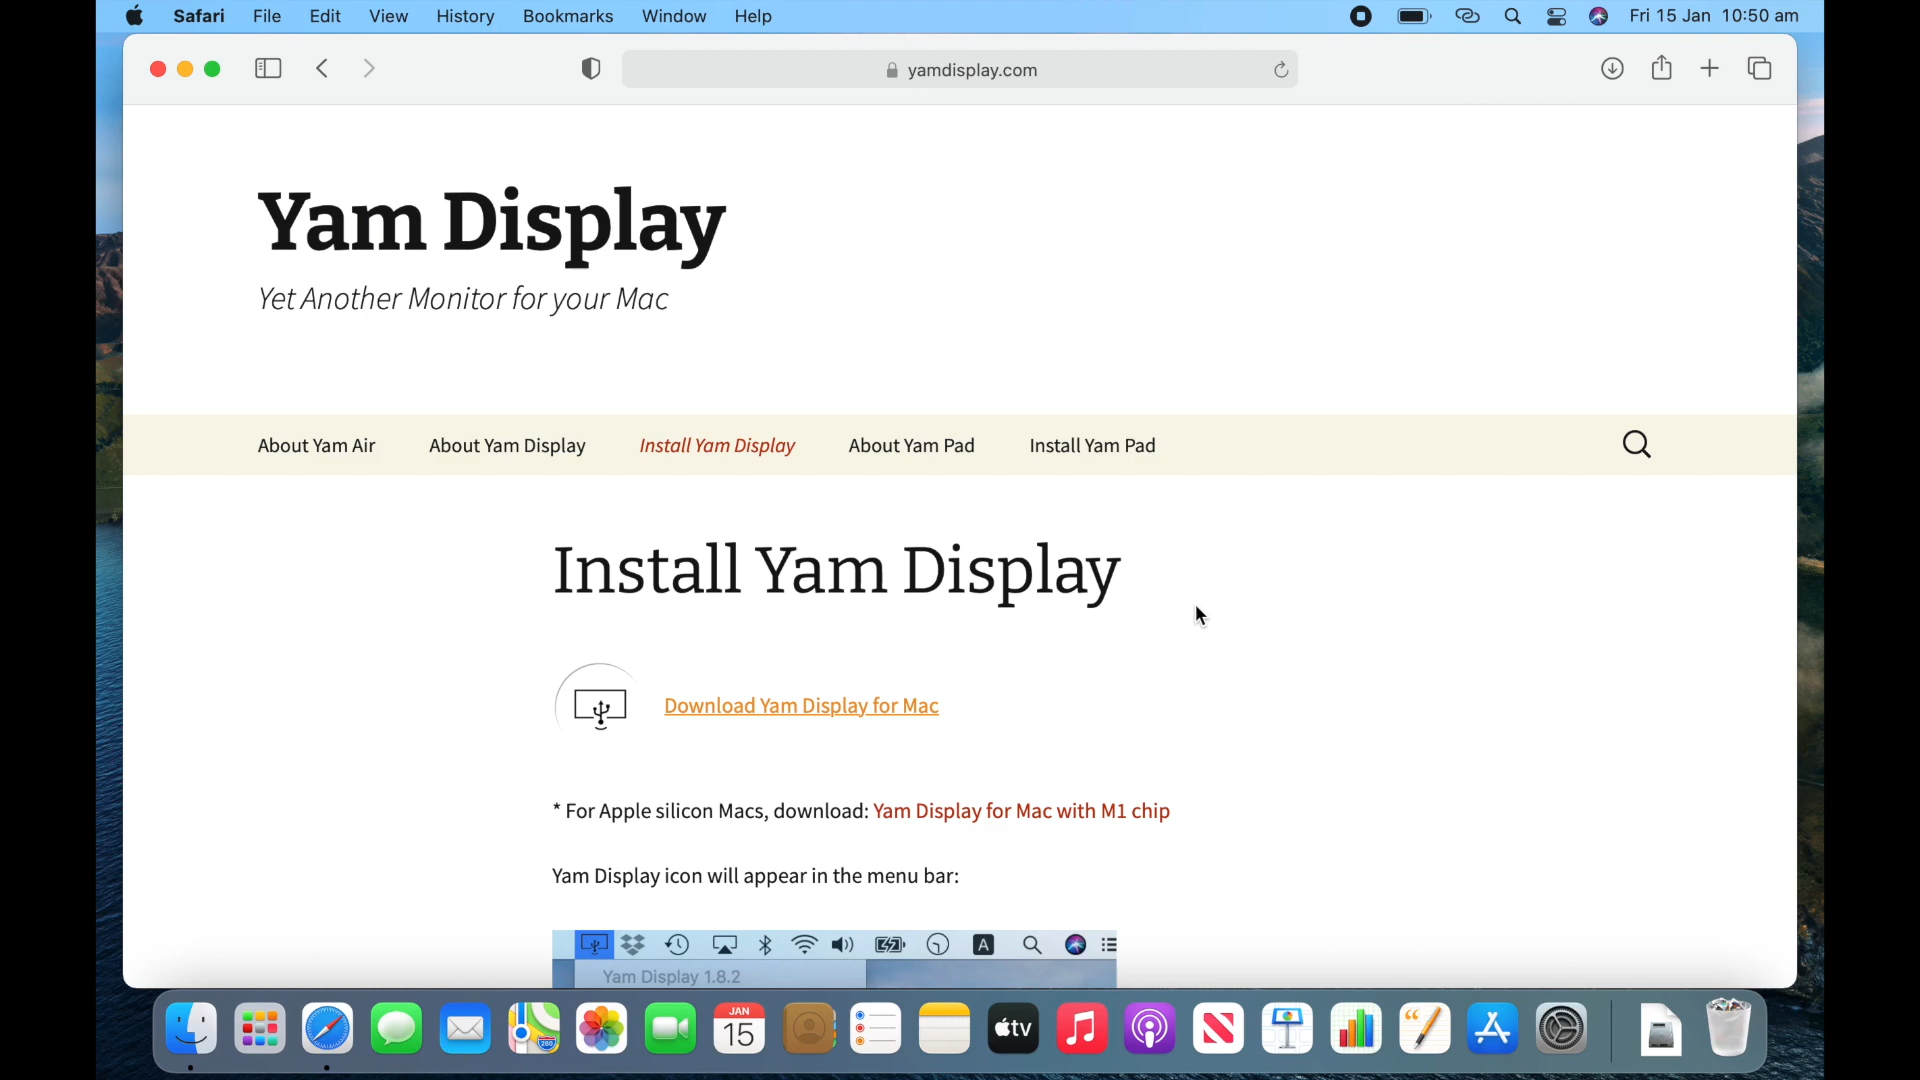 Safari File Edit View History Bookmarks Window Help Fri 15 Jan 10:50 am
yamdisplay.com
Yam Display
Yet Another Monitor for your Mac
About Yam Air About Yam Display Install Yam Display About Yam Pad Install Yam Pad
Install Yam Display
Download Yam Display for Mac
* For Apple silicon Macs, download: Yam Display for Mac with M1 chip
Yam Display icon will appear in the menu bar:
A
Yam Display 1.8.2
JAN
15
280
tv